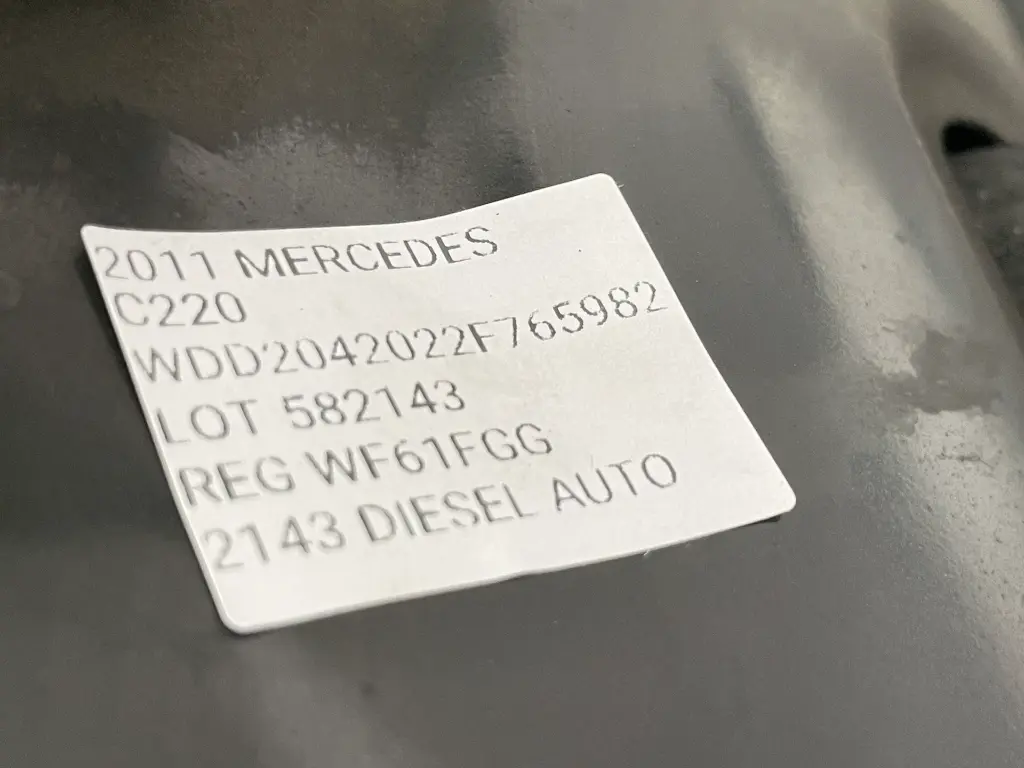 2011 MERCEDES
C220
WDD2042022F765982
LOT 582143
REG WF61FGG
2143 DIESEL AUTO